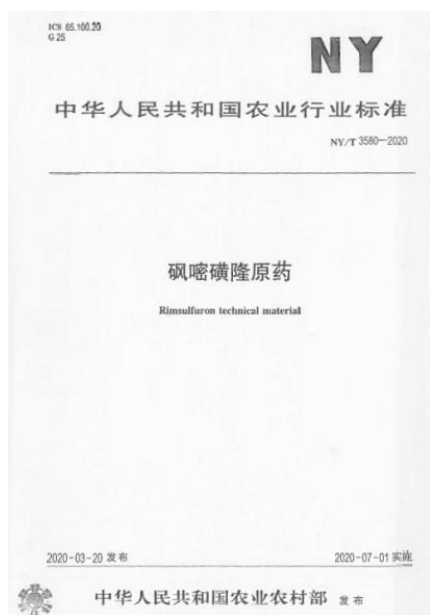 ICS 65.100.20
G 25
NY
中华人民共和国农业行业标准
NY/T 3580—2020
砜嘧磺隆原药
Rimsulfuron technical material
2020-03-20 发布
2020-07-01 实施
中华人民共和国农业农村部 发布